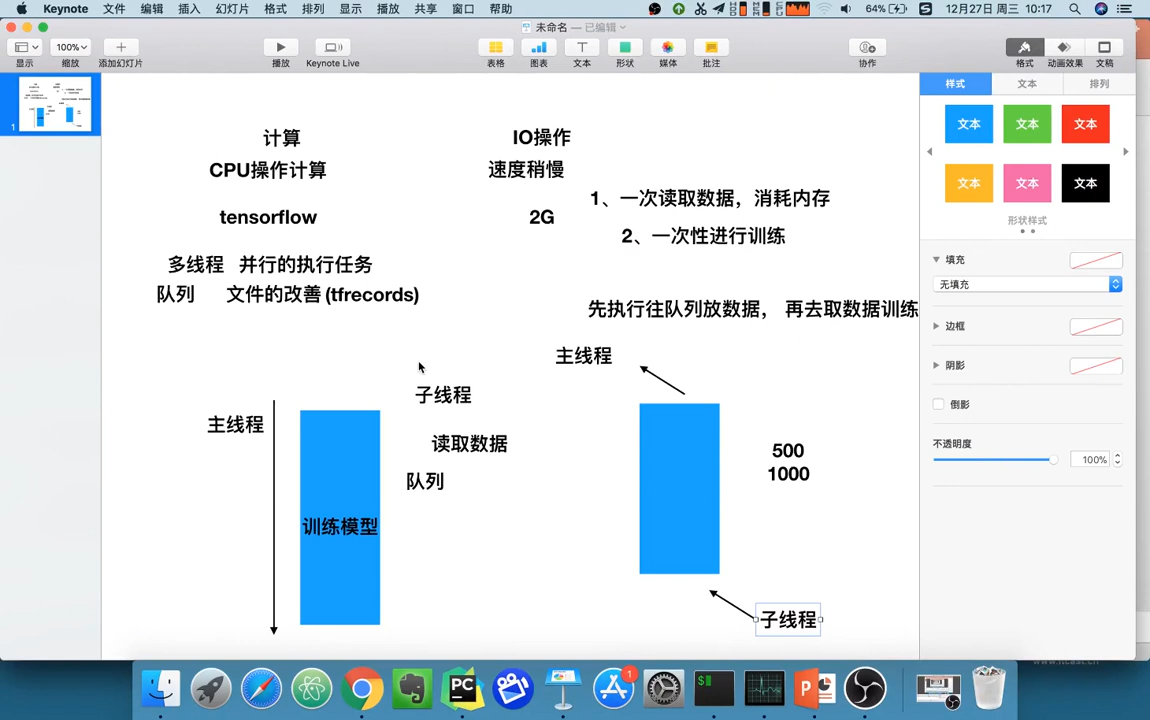 Keynote 文件 编辑 插入 幻灯片 格式 排列 显示 播放 共享 窗口 帮助 64% 12月27日 周三 10:17
未命名 — 已编辑
100%
显示 缩放 添加幻灯片 播放 Keynote Live 表格 图表 文本 形状 媒体 批注 协作 格式 动画效果 文稿
样式 文本 排列
文本 文本 文本
文本 文本 文本
形状样式
填充
无填充
边框
阴影
倒影
不透明度
100%
1
计算 IO操作
CPU操作计算 速度稍慢
1、一次读取数据，消耗内存
tensorflow 2G
2、一次性进行训练
多线程 并行的执行任务
队列 文件的改善(tfrecords)
先执行往队列放数据， 再去取数据训练
主线程
子线程
主线程
读取数据
500
1000
队列
训练模型
子线程
PC
1
www.itcast.cn